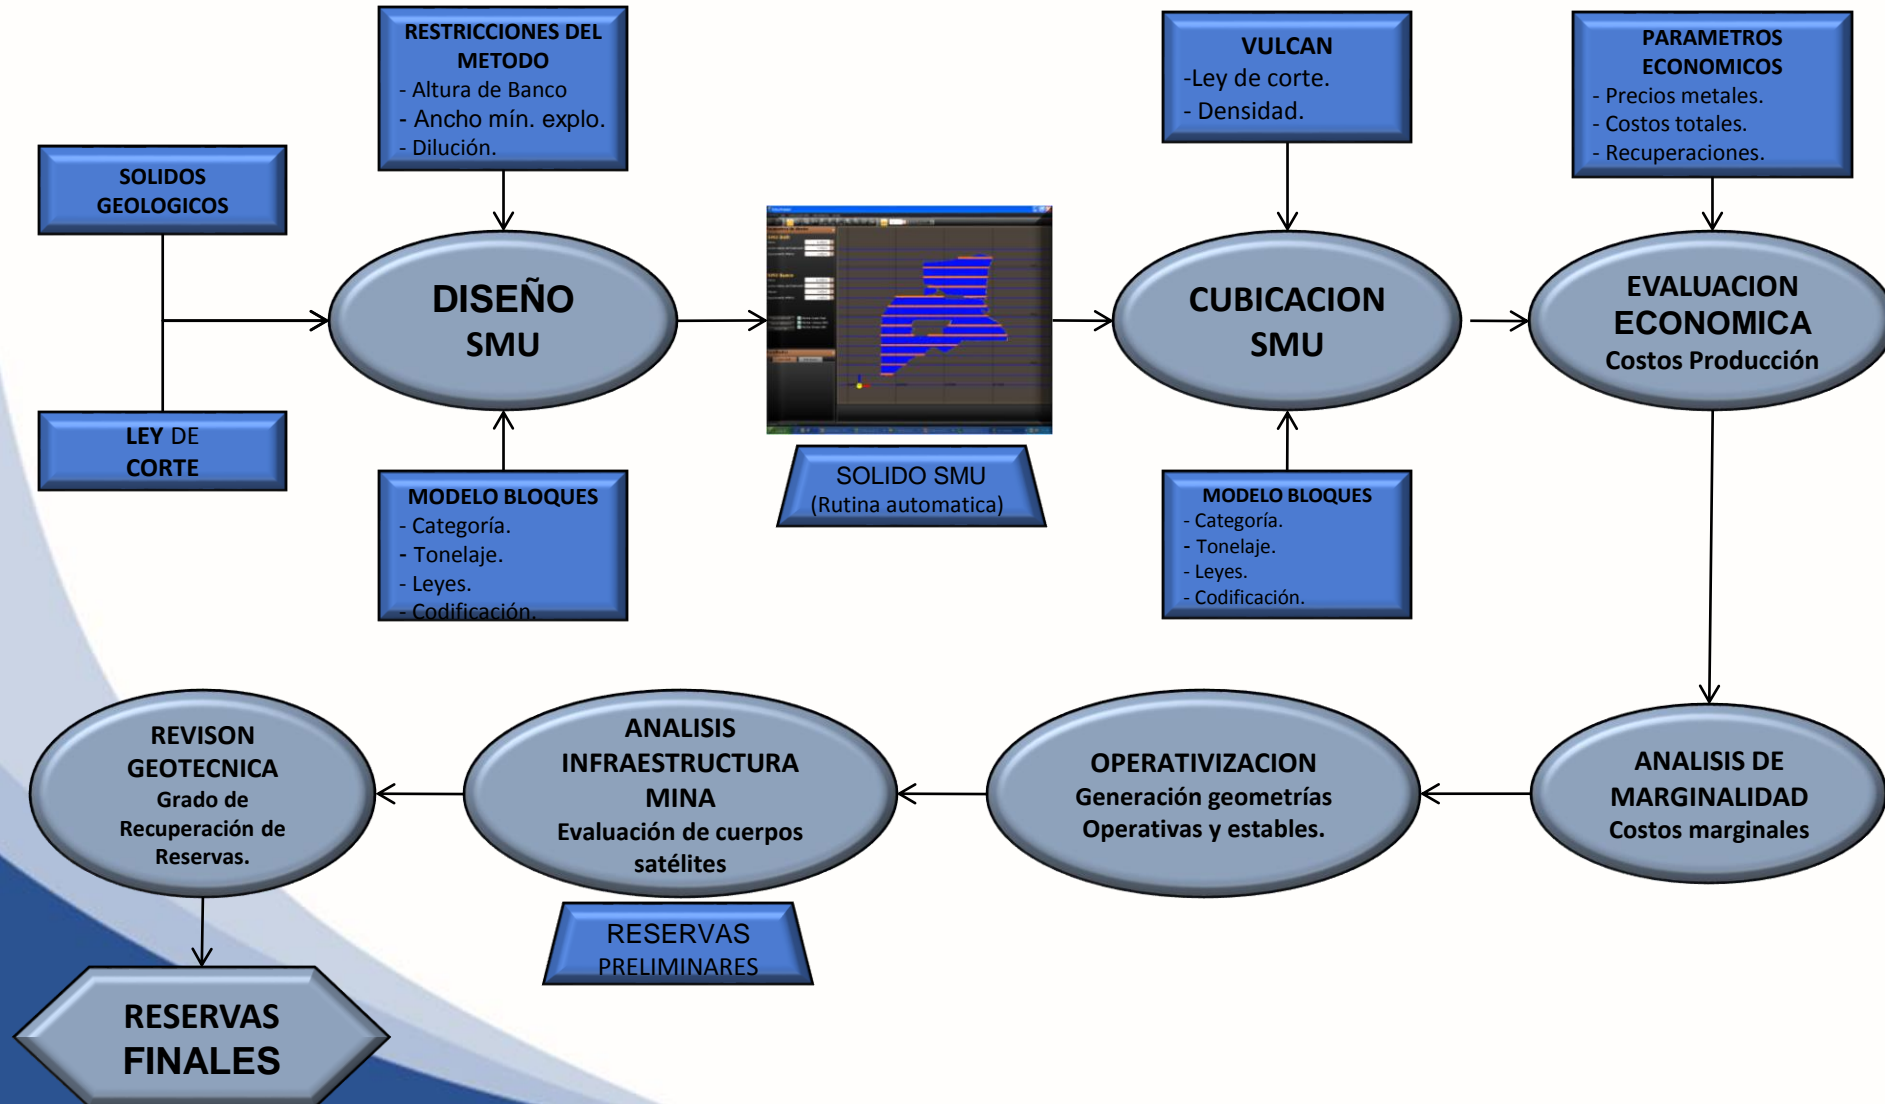 RESTRICCIONES DEL
METODO
- Altura de Banco
- Ancho mín. explo.
- Dilución.
VULCAN
-Ley de corte.
- Densidad.
PARAMETROS
ECONOMICOS
- Precios metales.
- Costos totales.
- Recuperaciones.
SOLIDOS
GEOLOGICOS
LEY DE
CORTE
DISEÑO
SMU
MODELO BLOQUES
- Categoría.
- Tonelaje.
- Leyes.
- Codificación.
SOLIDO SMU
(Rutina automatica)
CUBICACION
SMU
MODELO BLOQUES
- Categoría.
- Tonelaje.
- Leyes.
- Codificación.
EVALUACION
ECONOMICA
Costos Producción
REVISON
GEOTECNICA
Grado de
Recuperación de
Reservas.
ANALISIS
INFRAESTRUCTURA
MINA
Evaluación de cuerpos
satélites
OPERATIVIZACION
Generación geometrías
Operativas y estables.
ANALISIS DE
MARGINALIDAD
Costos marginales
RESERVAS
PRELIMINARES
RESERVAS
FINALES